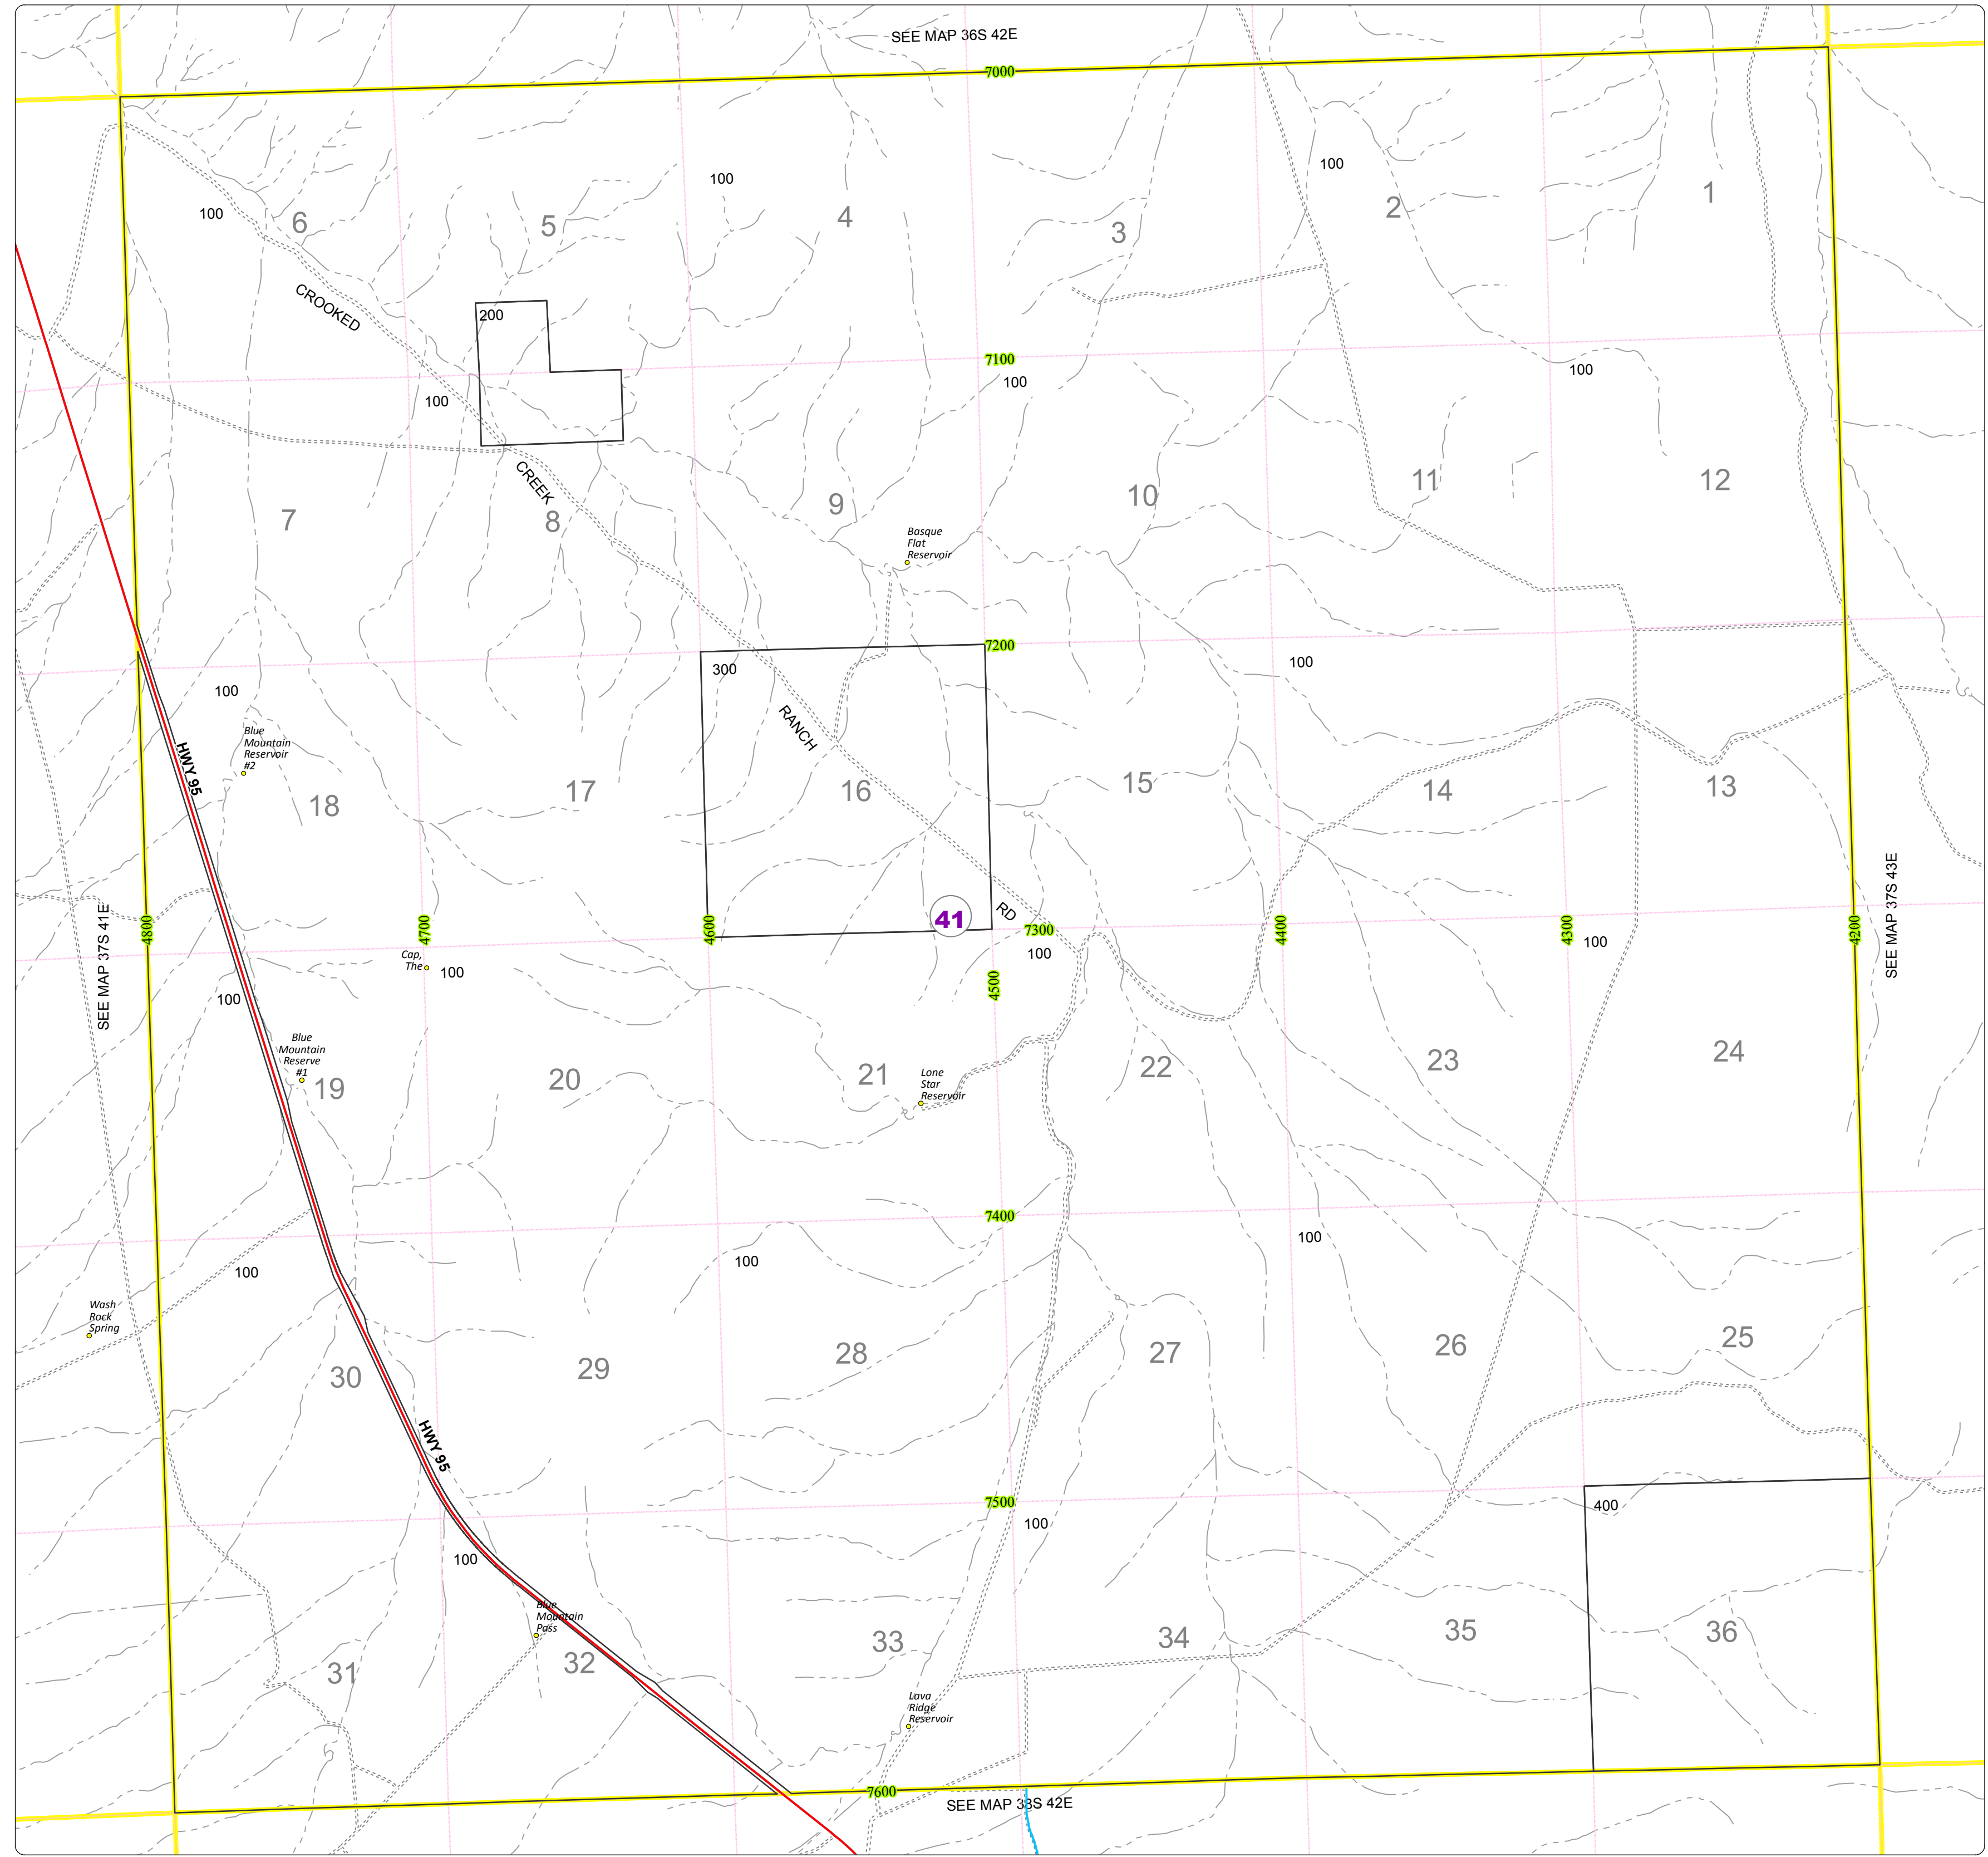 SEE MAP 36S 42E
7000
100
100
100
1
2
3
4
5
6
CROOKED
200
7100
100
100
100
CREEK
7
8
9
10
11
12
Basque
Flat
Reservoir
7200
300
100
100
RANCH
HWY 95
Blue
Mountain
Reservoir
#2
18
17
16
15
14
13
SEE MAP 37S 41E
4800
4700
4600
41
RD
7300
4400
4300
4200
SEE MAP 37S 43E
Cap,
The
100
100
100
100
4500
Blue
Mountain
Reserve
#1
19
20
21
Lone
Star
Reservoir
22
23
24
7400
100
100
100
Wash
Rock
Spring
30
29
28
27
26
25
HWY 95
7500
100
400
100
Blue
Mountain
Pass
31
32
33
34
35
36
Lava
Ridge
Reservoir
7600
SEE MAP 38S 42E